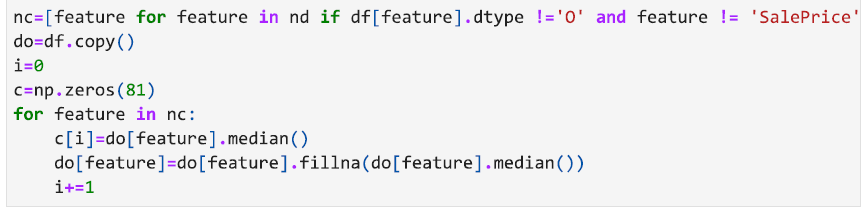 nc=[feature for feature in nd if df[feature].dtype !='O' and feature != 'SalePrice'
do=df.copy()
i=0
c=np.zeros(81)
for feature in nc:
    c[i]=do[feature].median()
    do[feature]=do[feature].fillna(do[feature].median())
    i+=1